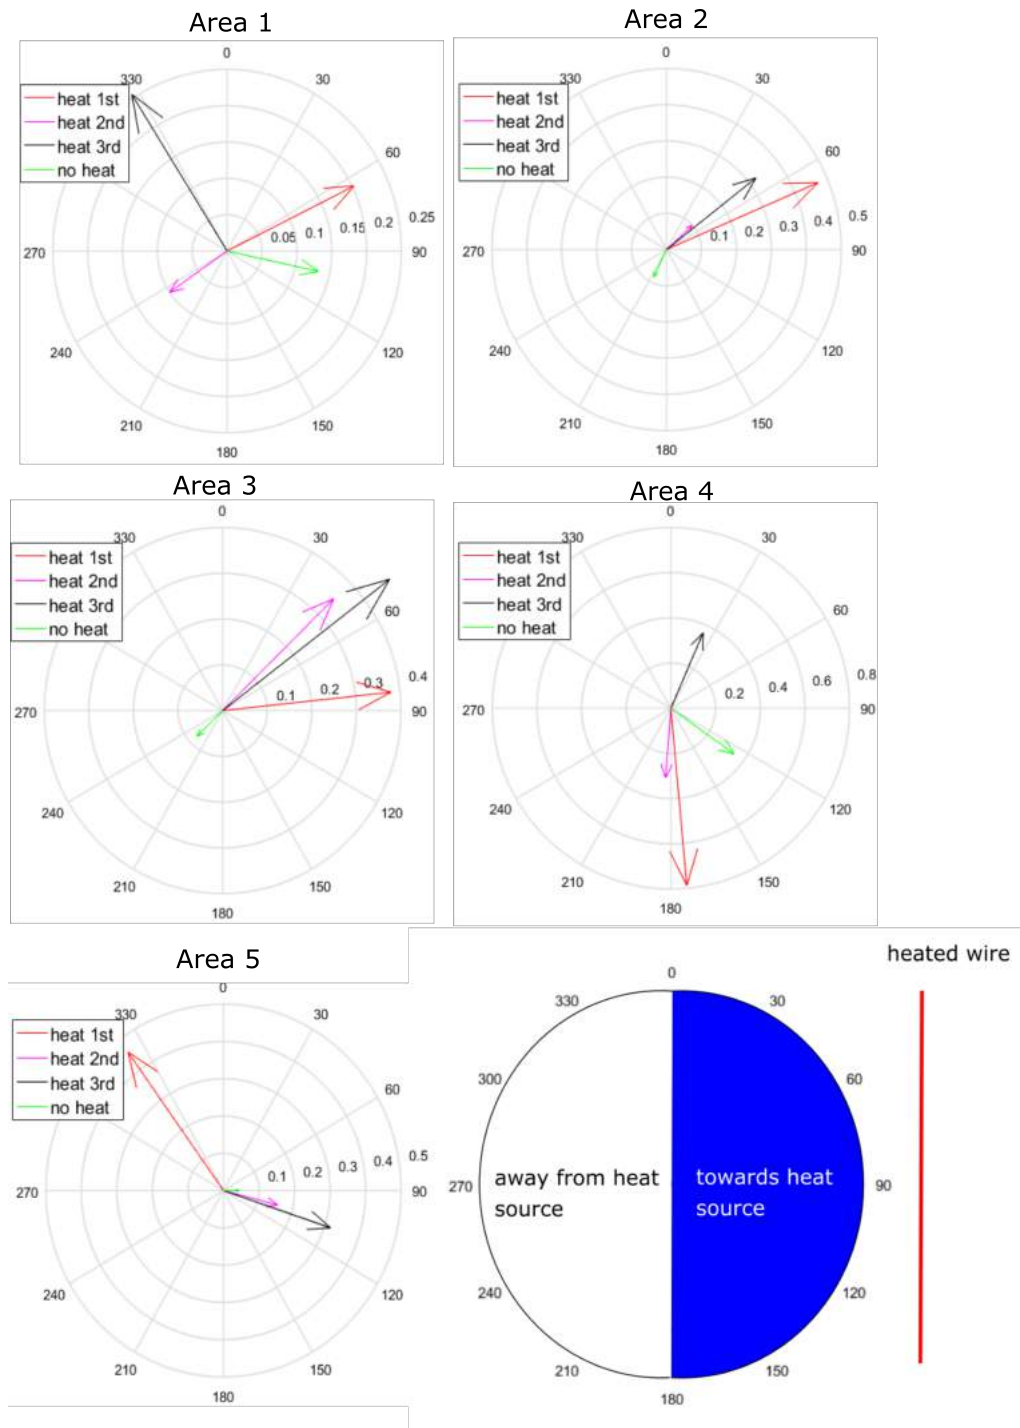 Area 1
0
330
30
heat 1st
heat 2nd
heat 3rd
no heat
60
0.05 0.1 0.15 0.2 0.25
270
90
240
120
210
150
180
Area 2
0
330
30
heat 1st
heat 2nd
heat 3rd
no heat
60
0.1 0.2 0.3 0.4 0.5
270
90
240
120
210
150
180
Area 3
0
330
30
heat 1st
heat 2nd
heat 3rd
no heat
60
0.1 0.2 0.3 0.4
270
90
240
120
210
150
180
Area 4
0
330
30
heat 1st
heat 2nd
heat 3rd
no heat
60
0.2 0.4 0.6 0.8
270
90
240
120
210
150
180
Area 5
0
330
30
heat 1st
heat 2nd
heat 3rd
no heat
60
0.1 0.2 0.3 0.4 0.5
270
90
240
120
210
150
180
heated wire
0
330
30
300
60
away from heat
source
towards heat
source
270
90
240
120
210
150
180